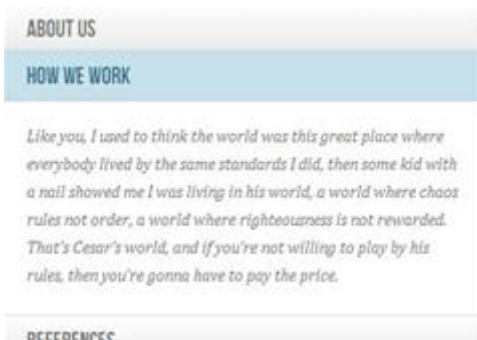 ABOUT US
HOW WE WORK
Like you, I used to think the world was this great place where
everybody lived by the same standards I did, then some kid with
a nail showed me I was living in his world, a world where chaos
rules not order, a world where righteousness is not rewarded.
That's Cesar's world, and if you're not willing to play by his
rules, then you're gonna have to pay the price.
REFERENCES